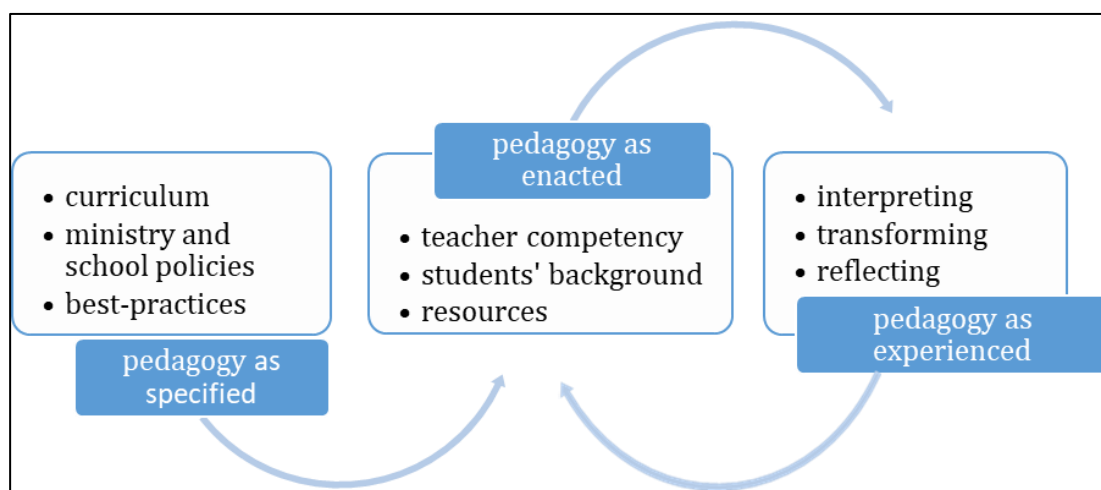 • curriculum
• ministry and
school policies
• best-practices
pedagogy as
specified
pedagogy as
enacted
• teacher competency
• students' background
• resources
• interpreting
• transforming
• reflecting
pedagogy as
experienced